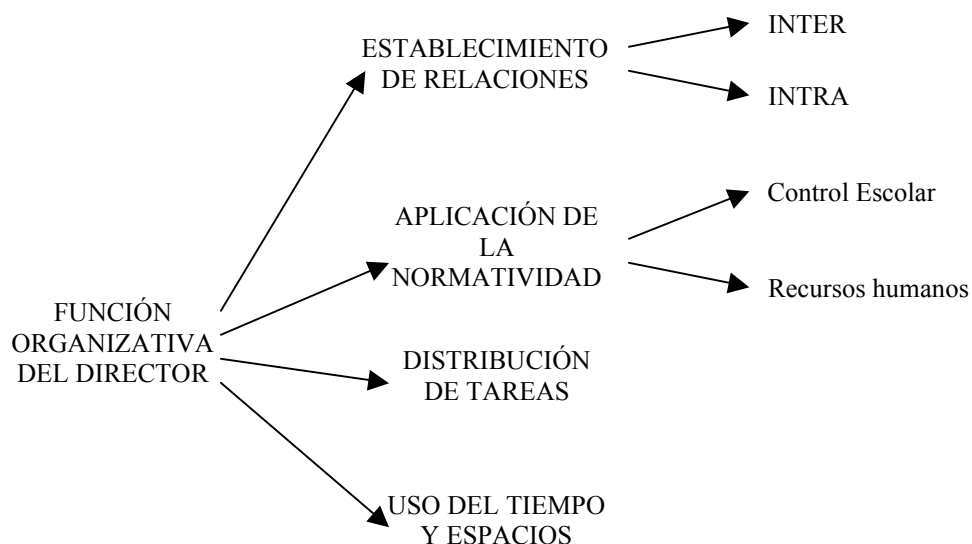 FUNCIÓN
ORGANIZATIVA
DEL DIRECTOR
ESTABLECIMIENTO
DE RELACIONES
INTER
INTRA
APLICACIÓN DE
LA
NORMATIVIDAD
Control Escolar
Recursos humanos
DISTRIBUCIÓN
DE TAREAS
USO DEL TIEMPO
Y ESPACIOS